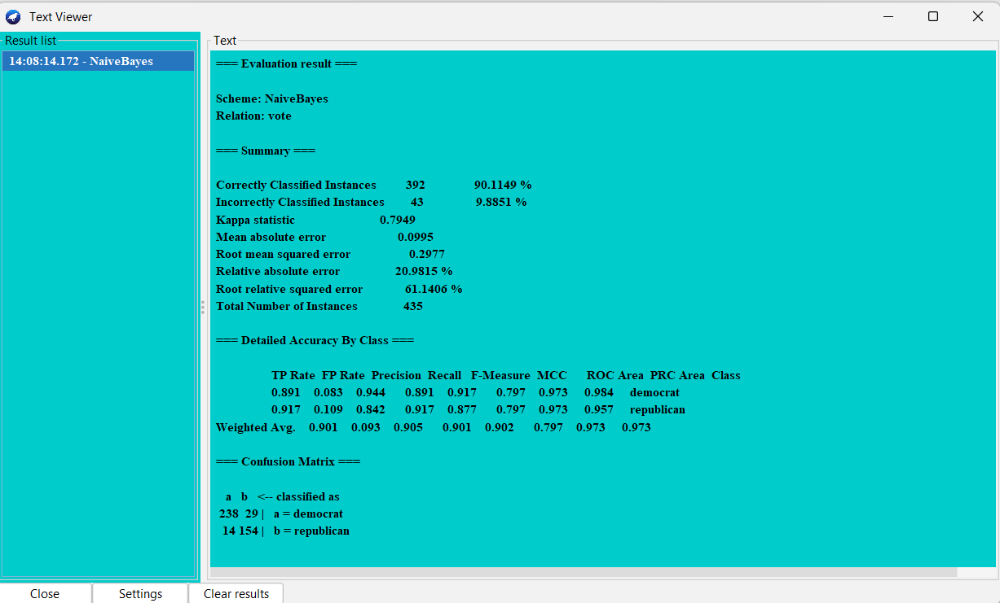 Text Viewer
Result list
14:08:14.172 - NaiveBayes
Text
=== Evaluation result ===
Scheme: NaiveBayes
Relation: vote
=== Summary ===
Correctly Classified Instances 392 90.1149 %
Incorrectly Classified Instances 43 9.8851 %
Kappa statistic 0.7949
Mean absolute error 0.0995
Root mean squared error 0.2977
Relative absolute error 20.9815 %
Root relative squared error 61.1406 %
Total Number of Instances 435
=== Detailed Accuracy By Class ===
TP Rate FP Rate Precision Recall F-Measure MCC ROC Area PRC Area Class
0.891 0.083 0.944 0.891 0.917 0.797 0.973 0.984 democrat
0.917 0.109 0.842 0.917 0.877 0.797 0.973 0.957 republican
Weighted Avg. 0.901 0.093 0.905 0.901 0.902 0.797 0.973 0.973
=== Confusion Matrix ===
a b <-- classified as
238 29 | a = democrat
14 154 | b = republican
Close Settings Clear results